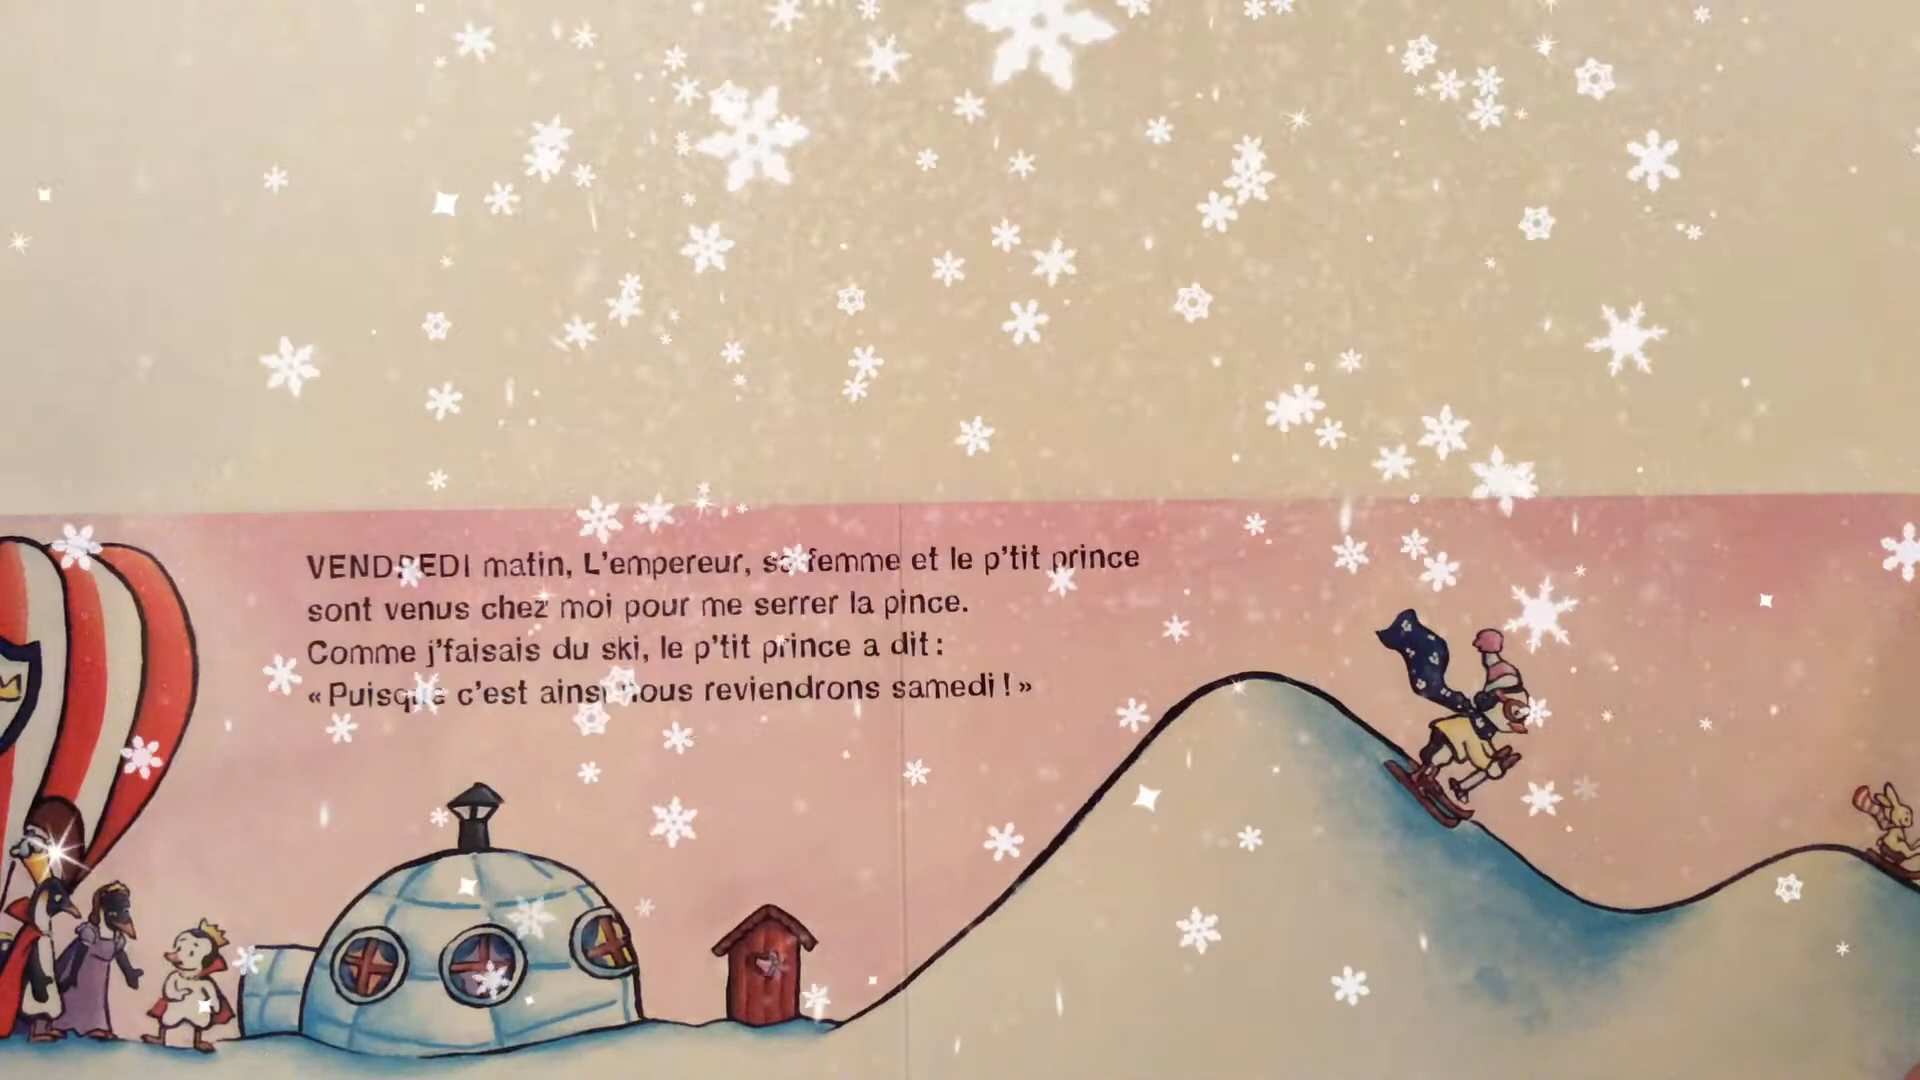 VENDREDI matin, L'empereur, sa femme et le p'tit prince
sont venus chez moi pour me serrer la pince.
Comme j'faisais du ski, le p'tit prince a dit :
« Puisque c'est ainsi nous reviendrons samedi ! »